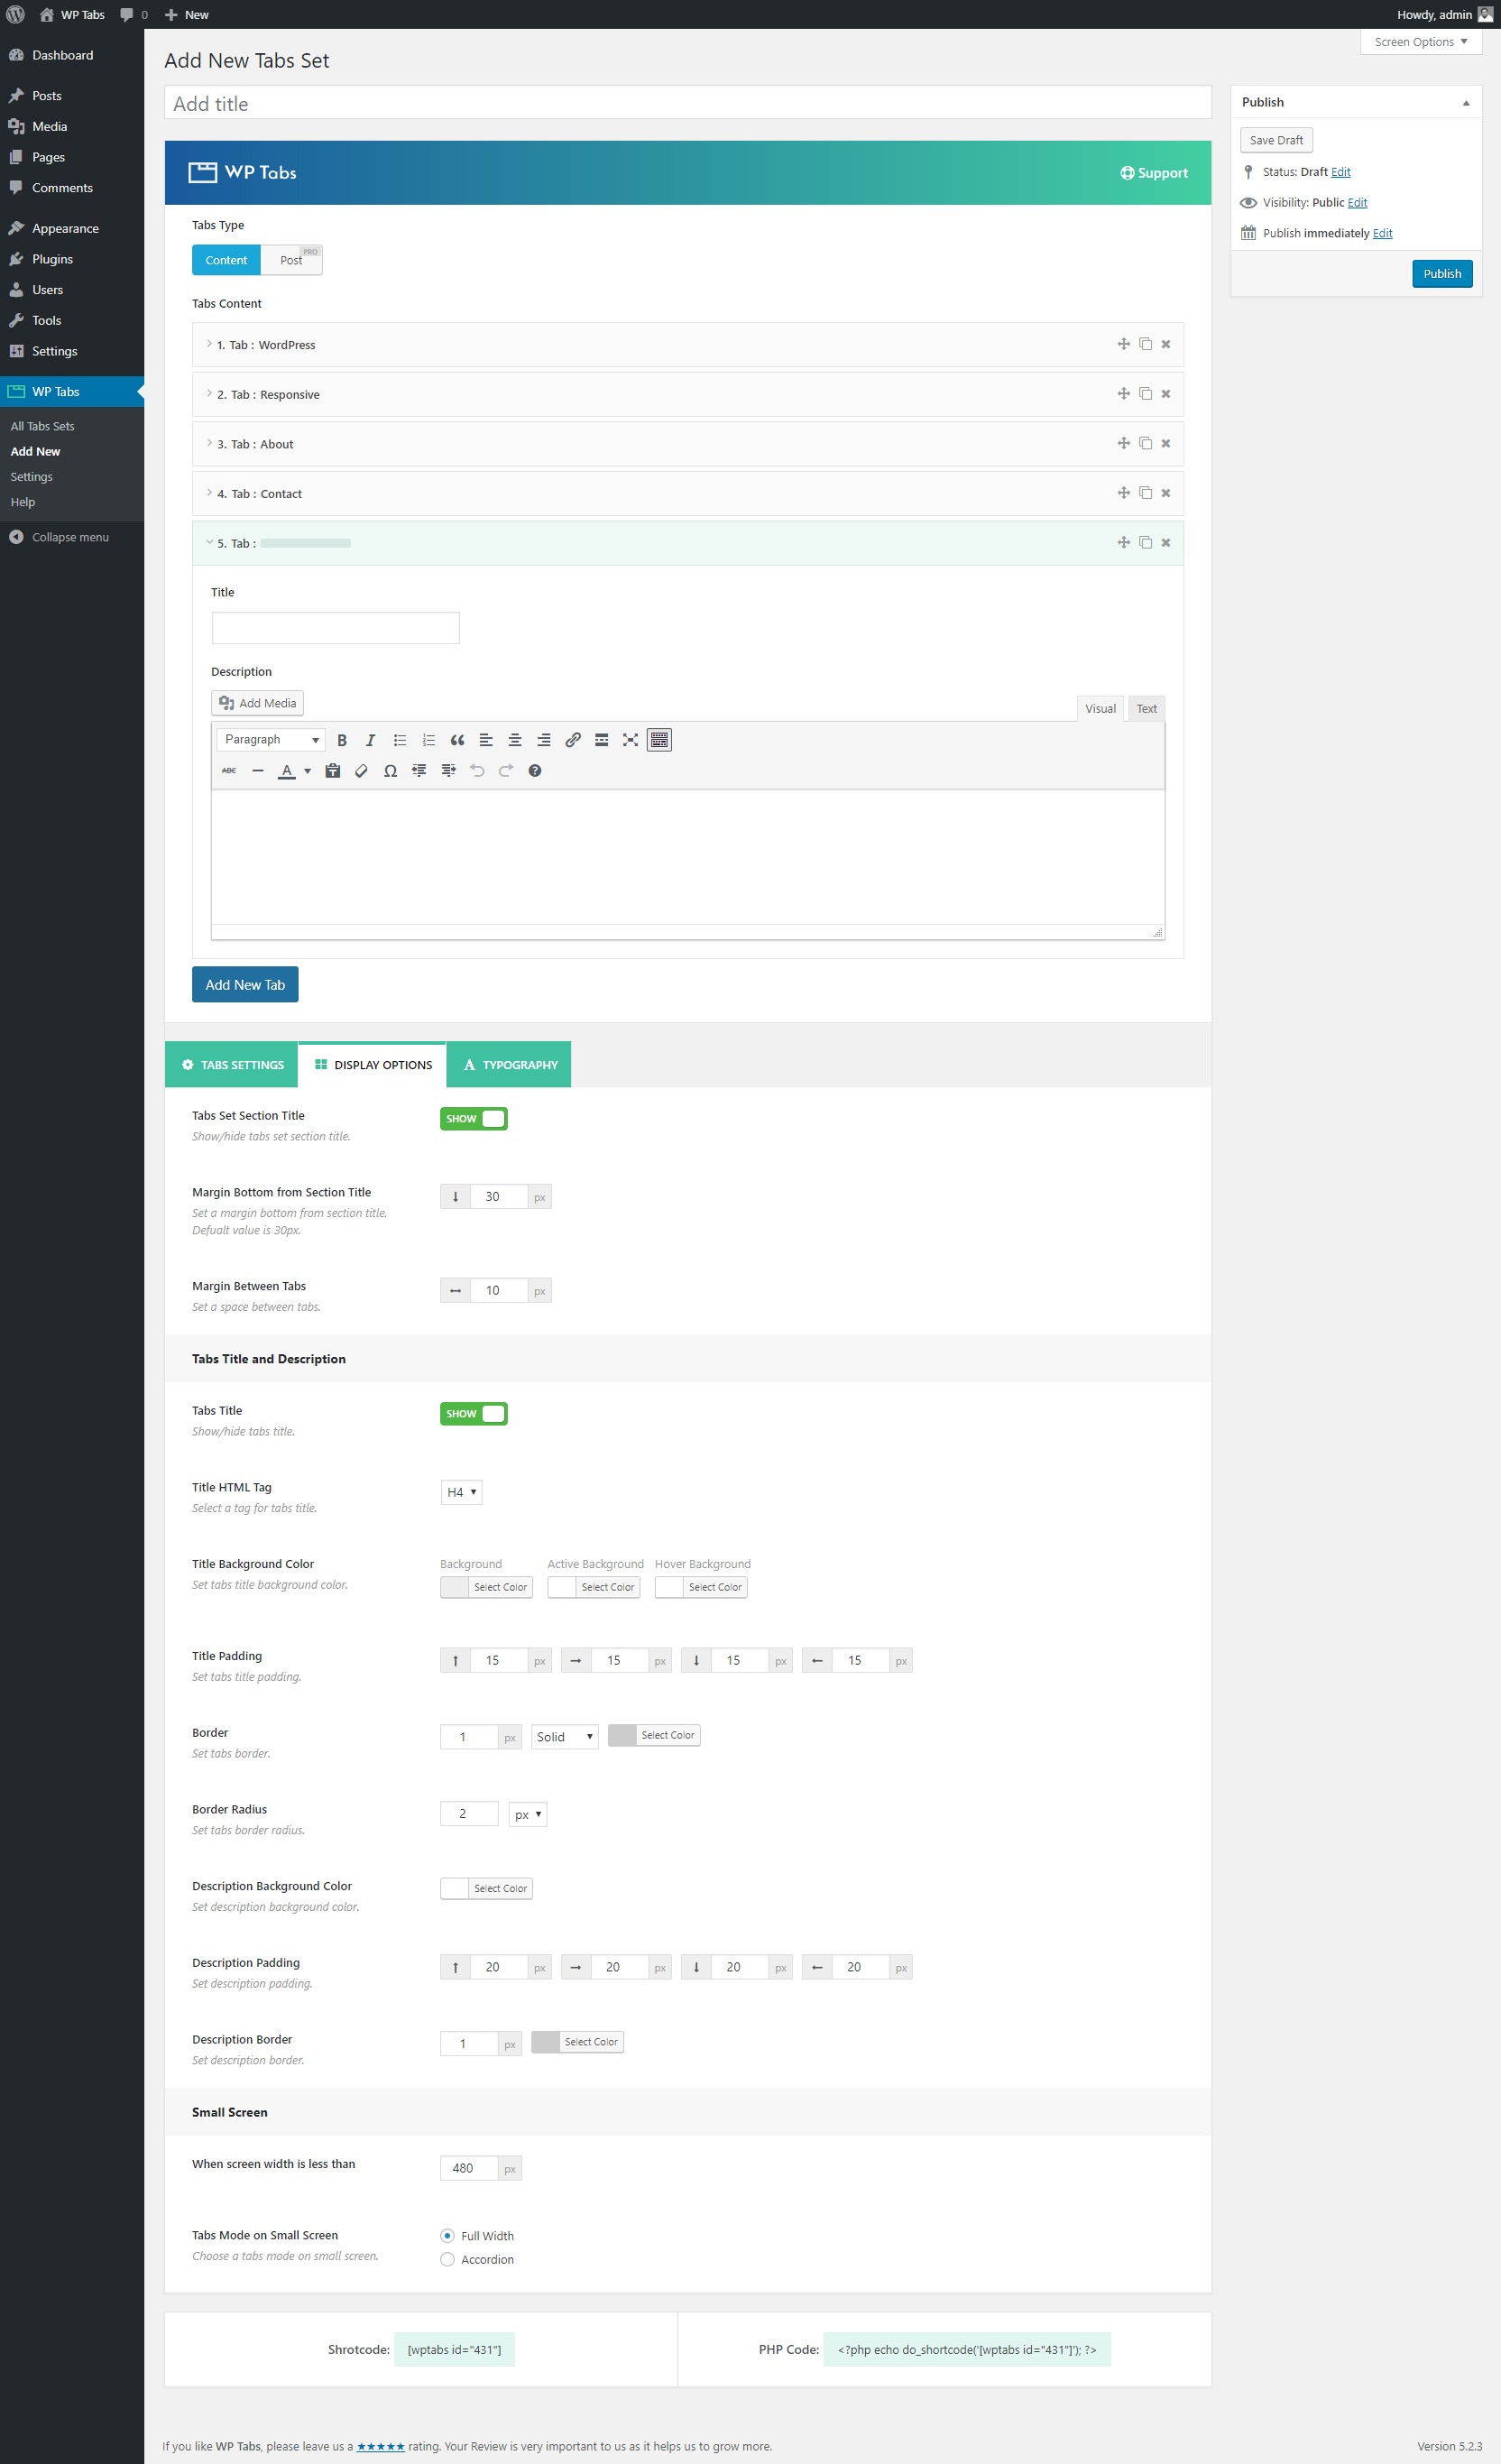 WP Tabs 0 New Howdy, admin
Screen Options
Dashboard
Posts
Media
Pages
Comments
Appearance
Plugins
Users
Tools
Settings
WP Tabs
All Tabs Sets
Add New
Settings
Help
Collapse menu
Add New Tabs Set
Add title
WP Tabs Support
Tabs Type
Content Post PRO
Tabs Content
1. Tab : WordPress
2. Tab : Responsive
3. Tab : About
4. Tab : Contact
5. Tab :
Title
Description
Add Media Visual Text
Paragraph B I
ABC A Ω
Add New Tab
Publish
Save Draft
Status: Draft Edit
Visibility: Public Edit
Publish immediately Edit
Publish
TABS SETTINGS DISPLAY OPTIONS A TYPOGRAPHY
Tabs Set Section Title SHOW
Show/hide tabs set section title.
Margin Bottom from Section Title 30 px
Set a margin bottom from section title.
Defualt value is 30px.
Margin Between Tabs 10 px
Set a space between tabs.
Tabs Title and Description
Tabs Title SHOW
Show/hide tabs title.
Title HTML Tag H4
Select a tag for tabs title.
Title Background Color Background Active Background Hover Background
Set tabs title background color. Select Color Select Color Select Color
Title Padding 15 px 15 px 15 px 15 px
Set tabs title padding.
Border 1 px Solid Select Color
Set tabs border.
Border Radius 2 px
Set tabs border radius.
Description Background Color Select Color
Set description background color.
Description Padding 20 px 20 px 20 px 20 px
Set description padding.
Description Border 1 px Select Color
Set description border.
Small Screen
When screen width is less than 480 px
Tabs Mode on Small Screen Full Width
Choose a tabs mode on small screen. Accordion
Shrotcode: [wptabs id="431"] PHP Code: <?php echo do_shortcode('[wptabs id="431"]'); ?>
If you like WP Tabs, please leave us a ★★★★★ rating. Your Review is very important to us as it helps us to grow more. Version 5.2.3